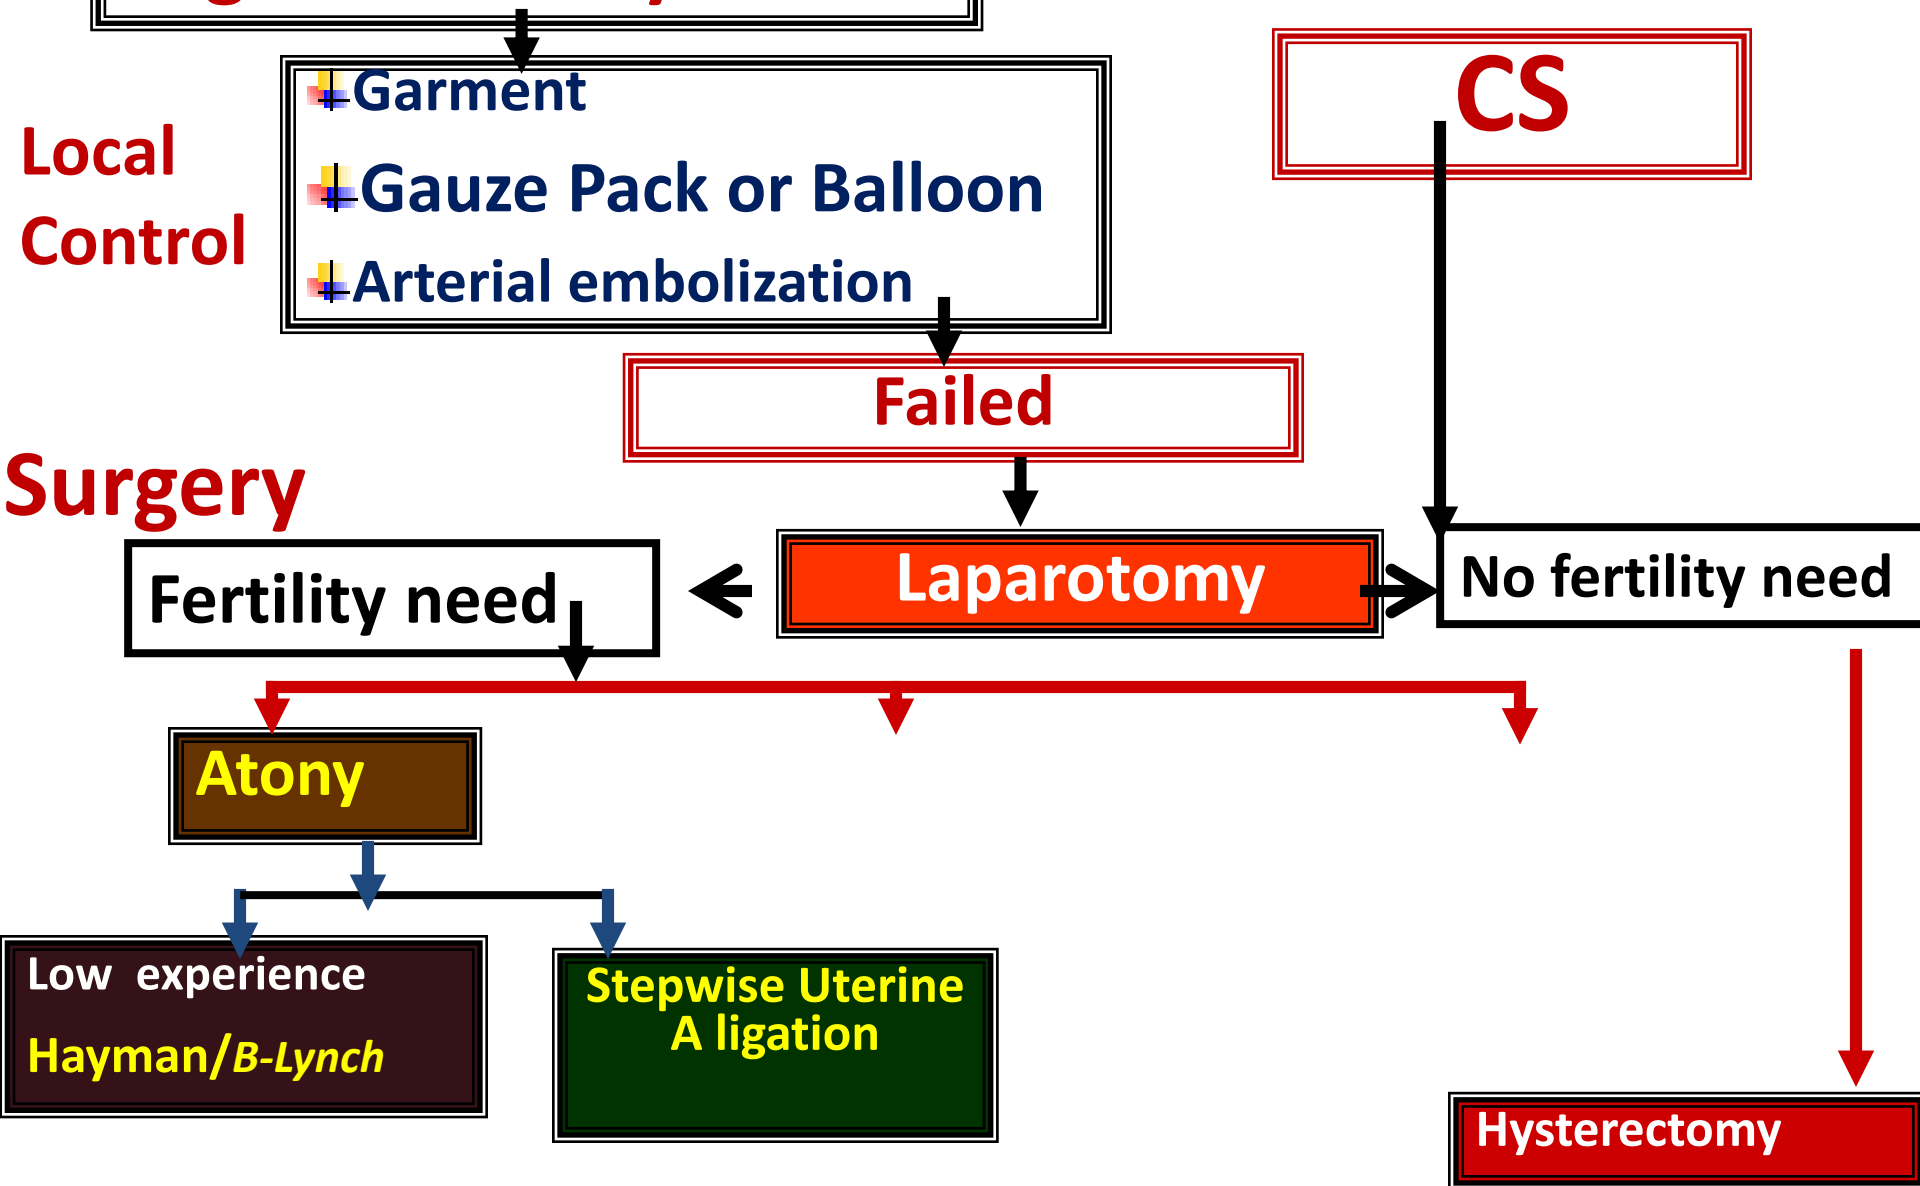 Garment
CS
Local
Control
Gauze Pack or Balloon
Arterial embolization
Failed
Surgery
Fertility need
Laparotomy
No fertility need
Atony
Low experience
Hayman/B-Lynch
Stepwise Uterine
A ligation
Hysterectomy